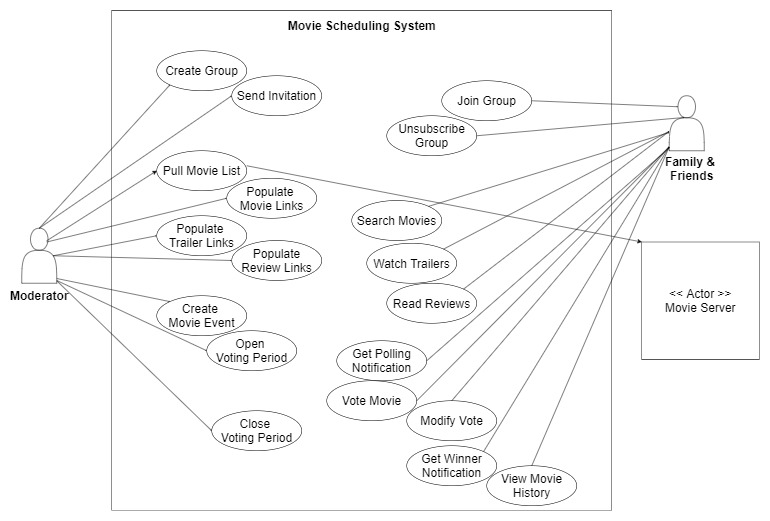 Movie Scheduling System
Create Group
Send Invitation
Join Group
Unsubscribe
Group
Pull Movie List
Family &
Friends
Populate
Movie Links
Search Movies
Populate
Trailer Links
Populate
Review Links
Watch Trailers
Moderator
<< Actor >>
Movie Server
Read Reviews
Create
Movie Event
Open
Voting Period
Get Polling
Notification
Vote Movie
Modify Vote
Close
Voting Period
Get Winner
Notification
View Movie
History